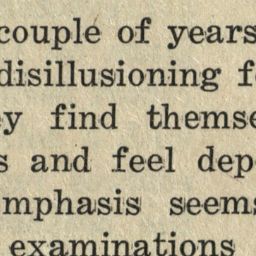 couple of years
disillusioning f
y find themse
s and feel dep
mphasis seems
examinations